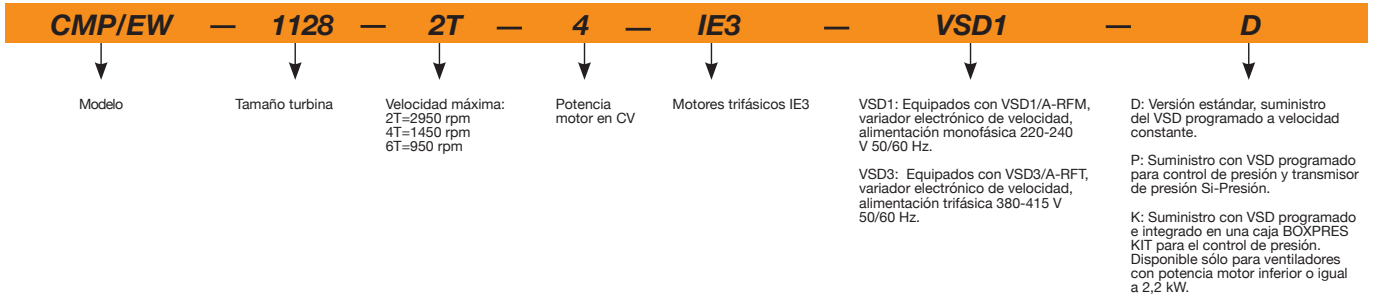 CMP/EW — 1128 — 2T — 4 — IE3 — VSD1 — D
Modelo
Tamaño turbina
Velocidad máxima:
2T=2950 rpm
4T=1450 rpm
6T=950 rpm
Potencia
motor en CV
Motores trifásicos IE3
VSD1: Equipados con VSD1/A-RFM,
variador electrónico de velocidad,
alimentación monofásica 220-240
V 50/60 Hz.
VSD3: Equipados con VSD3/A-RFT,
variador electrónico de velocidad,
alimentación trifásica 380-415 V
50/60 Hz.
D: Versión estándar, suministro
del VSD programado a velocidad
constante.
P: Suministro con VSD programado
para control de presión y transmisor
de presión Si-Presión.
K: Suministro con VSD programado
e integrado en una caja BOXPRES
KIT para el control de presión.
Disponible sólo para ventiladores
con potencia motor inferior o igual
a 2,2 kW.